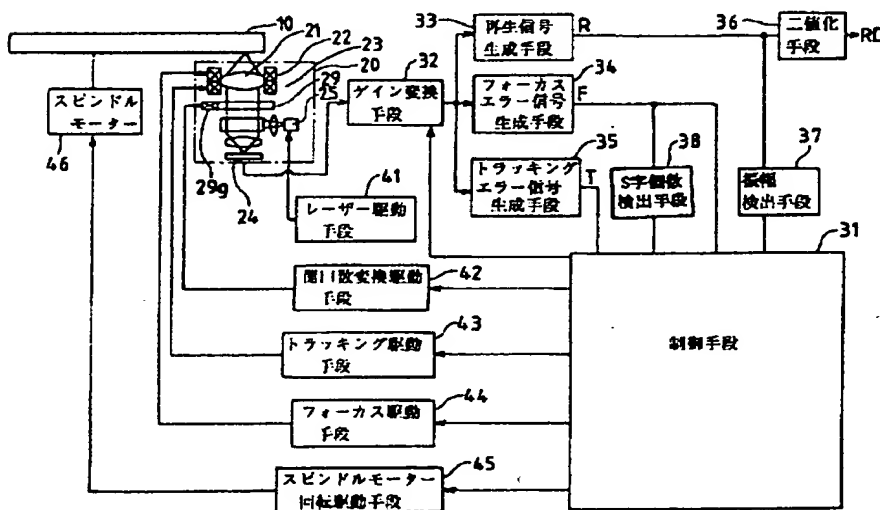 10
21
22
23
20
29
25
スピンドル
モーター
46
29g
24
32
ゲイン変換
手段
33
再生信号
生成手段
R
34
フォーカス
エラー信号
生成手段
F
35
トラッキング
エラー信号
生成手段
T
36
二値化
手段
RD
38
S字個数
検出手段
37
振幅
検出手段
31
制御手段
41
レーザー駆動
手段
42
開口数変換駆動
手段
43
トラッキング駆動
手段
44
フォーカス駆動
手段
45
スピンドルモーター
回転駆動手段